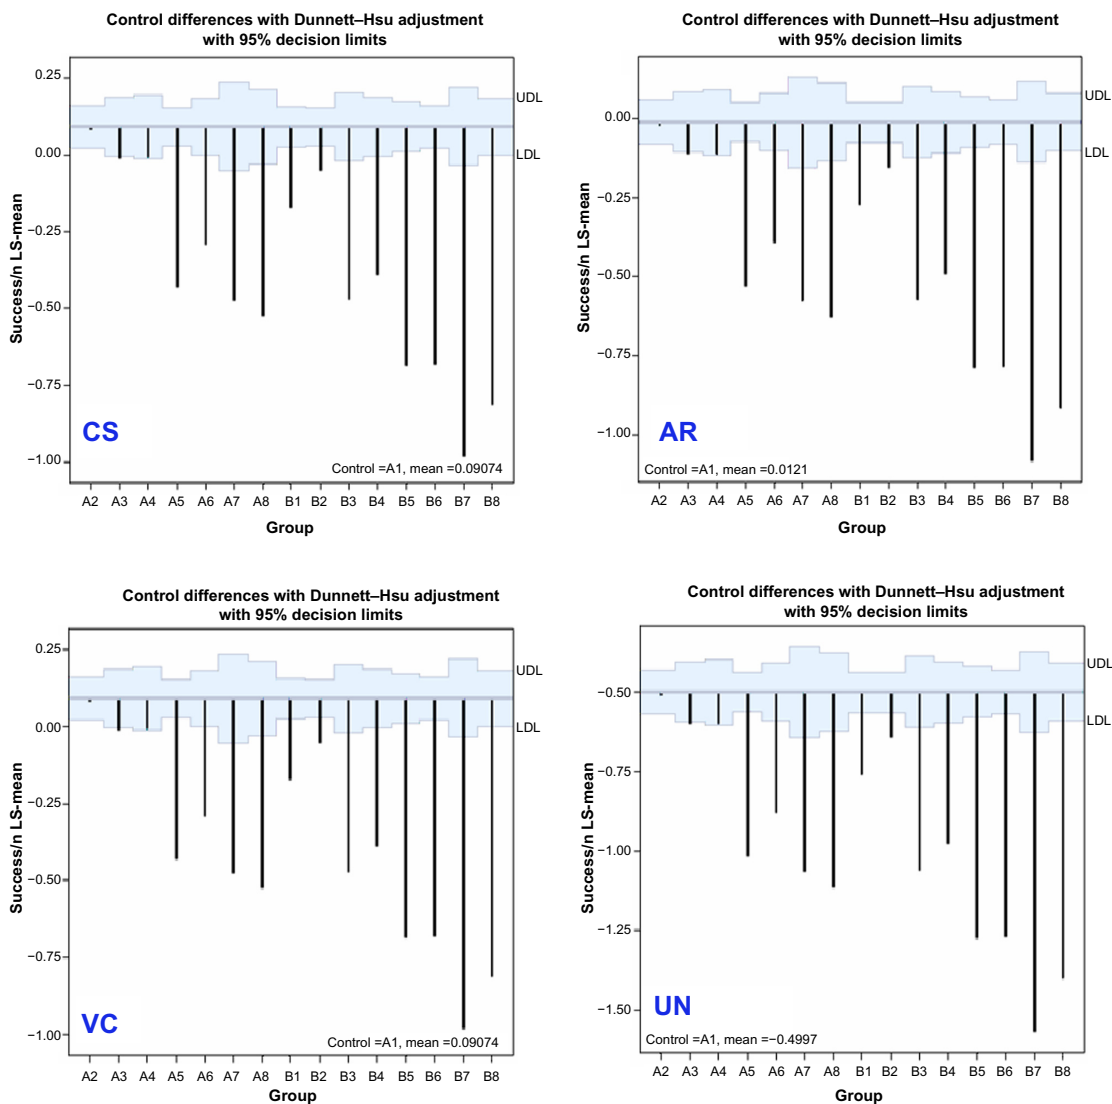 Control differences with Dunnett–Hsu adjustment
with 95% decision limits
Success/n LS-mean
0.25
0.00
−0.25
−0.50
−0.75
−1.00
UDL
LDL
CS
Control =A1, mean =0.09074
A2 A3 A4 A5 A6 A7 A8 B1 B2 B3 B4 B5 B6 B7 B8
Group
Control differences with Dunnett–Hsu adjustment
with 95% decision limits
Success/n LS-mean
0.00
−0.25
−0.50
−0.75
−1.00
UDL
LDL
AR
Control =A1, mean =0.0121
A2 A3 A4 A5 A6 A7 A8 B1 B2 B3 B4 B5 B6 B7 B8
Group
Control differences with Dunnett–Hsu adjustment
with 95% decision limits
Success/n LS-mean
0.25
0.00
−0.25
−0.50
−0.75
−1.00
UDL
LDL
VC
Control =A1, mean =0.09074
A2 A3 A4 A5 A6 A7 A8 B1 B2 B3 B4 B5 B6 B7 B8
Group
Control differences with Dunnett–Hsu adjustment
with 95% decision limits
Success/n LS-mean
−0.50
−0.75
−1.00
−1.25
−1.50
UDL
LDL
UN
Control =A1, mean =−0.4997
A2 A3 A4 A5 A6 A7 A8 B1 B2 B3 B4 B5 B6 B7 B8
Group